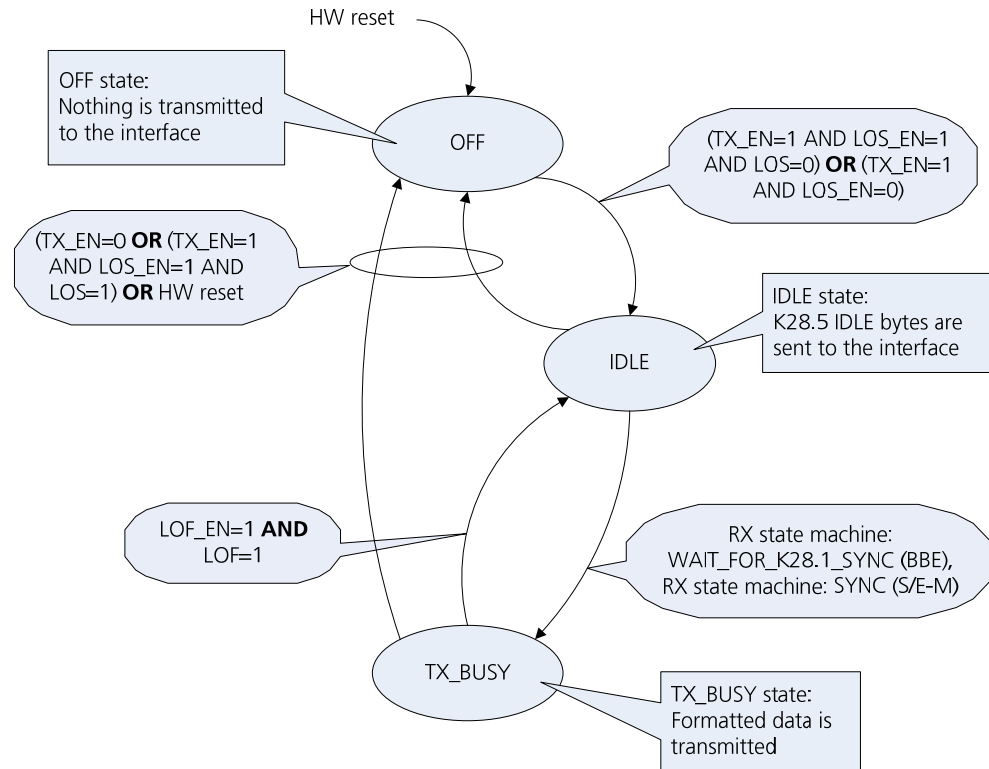 HW reset
OFF state:
Nothing is transmitted
to the interface
OFF
(TX_EN=1 AND LOS_EN=1
AND LOS=0) OR (TX_EN=1
AND LOS_EN=0)
(TX_EN=0 OR (TX_EN=1
AND LOS_EN=1 AND
LOS=1) OR HW reset
IDLE state:
K28.5 IDLE bytes are
sent to the interface
IDLE
LOF_EN=1 AND
LOF=1
RX state machine:
WAIT_FOR_K28.1_SYNC (BBE),
RX state machine: SYNC (S/E-M)
TX_BUSY
TX_BUSY state:
Formatted data is
transmitted